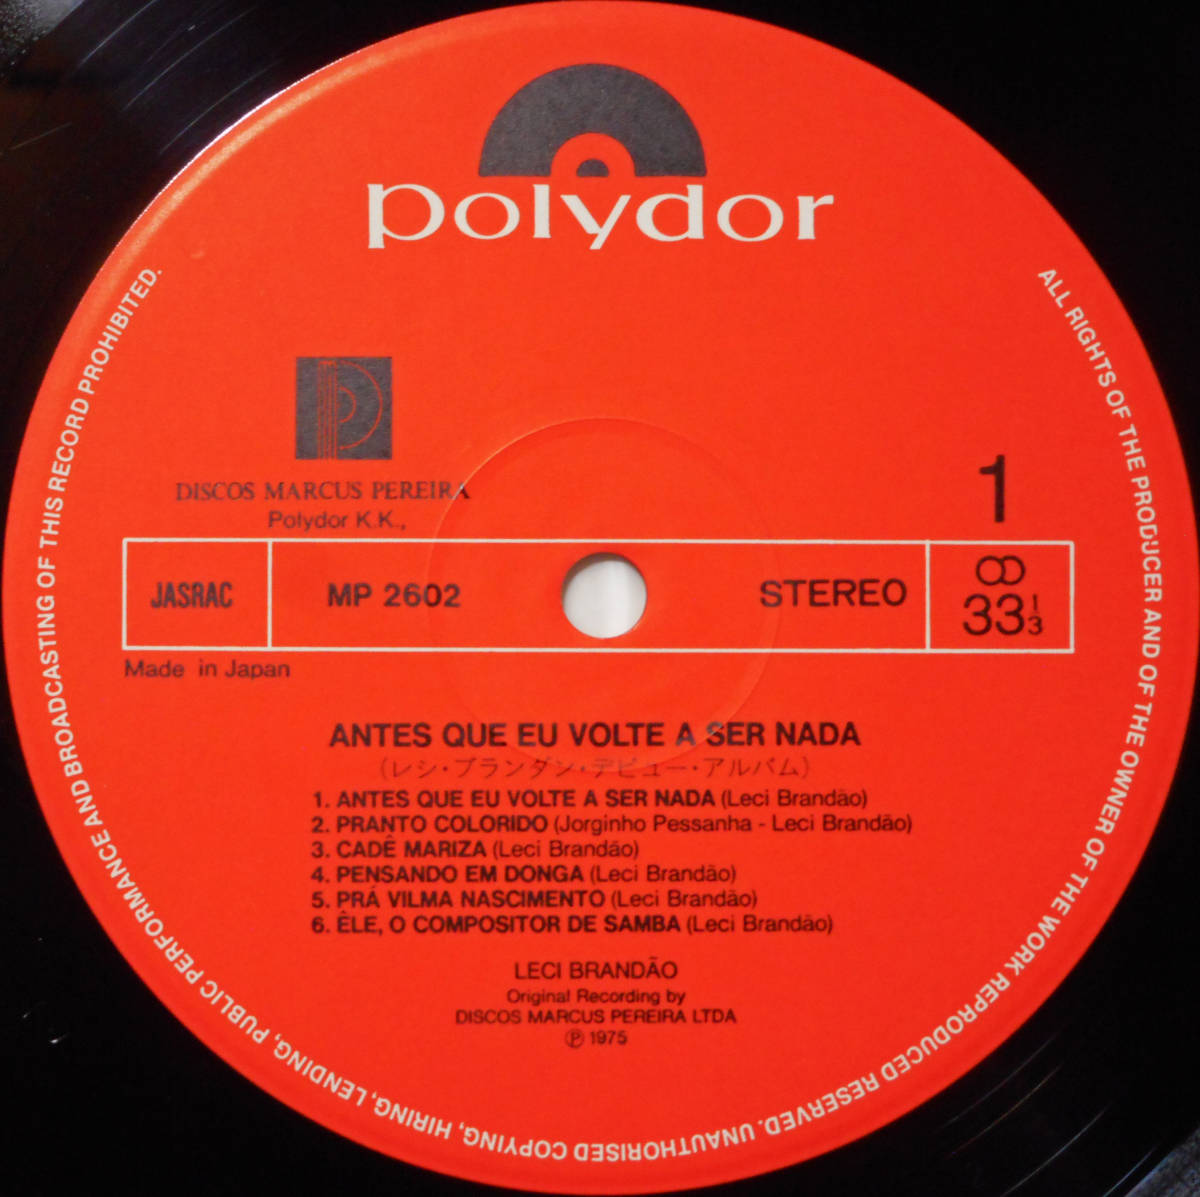 polydor
DISCOS MARCUS PEREIRA
Polydor K.K.,
1
JASRAC
MP 2602
STEREO
33 1/3
Made in Japan
ANTES QUE EU VOLTE A SER NADA
(レシ・ブランダン・デビュー・アルバム)
1. ANTES QUE EU VOLTE A SER NADA (Leci Brandão)
2. PRANTO COLORIDO (Jorginho Pessanha - Leci Brandão)
3. CADÊ MARIZA (Leci Brandão)
4. PENSANDO EM DONGA (Leci Brandão)
5. PRÁ VILMA NASCIMENTO (Leci Brandão)
6. ÊLE, O COMPOSITOR DE SAMBA (Leci Brandão)
LECI BRANDÃO
Original Recording by
DISCOS MARCUS PEREIRA LTDA
Ⓟ 1975
ALL RIGHTS OF THE PRODUCER AND OF THE OWNER OF THE WORK REPRODUCED RESERVED. UNAUTHORISED COPYING, HIRING, LENDING, PUBLIC PERFORMANCE AND BROADCASTING OF THIS RECORD PROHIBITED.